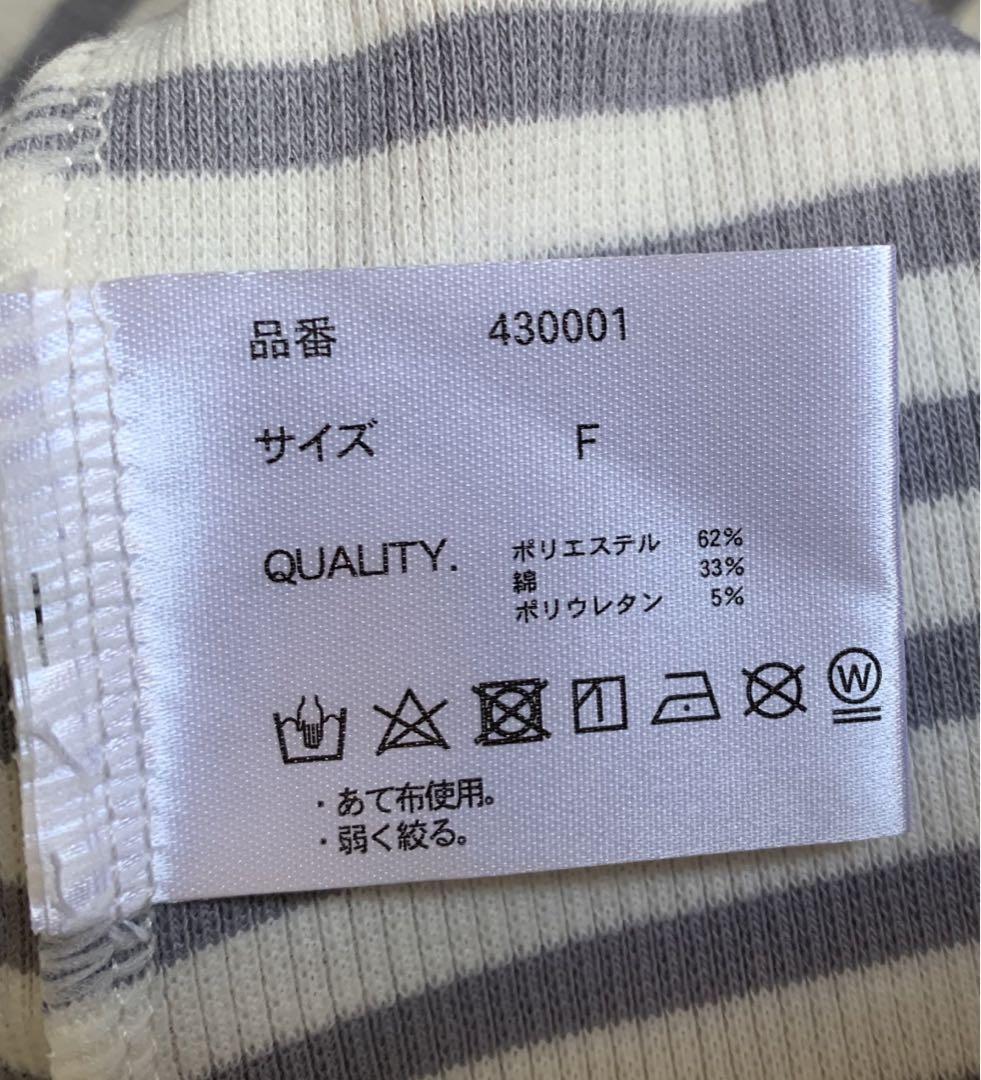 品番 430001
サイズ F
QUALITY. ポリエステル 62%
綿 33%
ポリウレタン 5%
W
・あて布使用。
・弱く絞る。